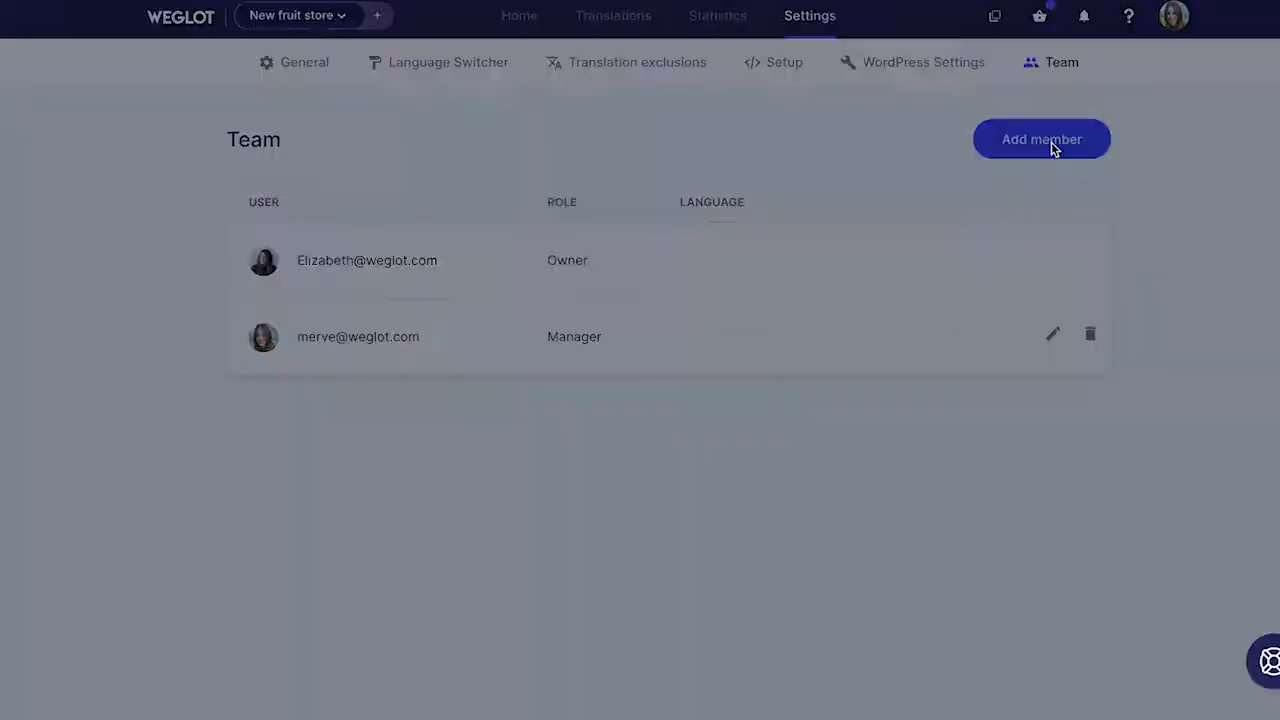 WEGLOT
New fruit store
+
Home
Translations
Statistics
Settings
?
General
Language Switcher
Translation exclusions
Setup
WordPress Settings
Team
Team
Add member
USER
ROLE
LANGUAGE
Elizabeth@weglot.com
Owner
merve@weglot.com
Manager